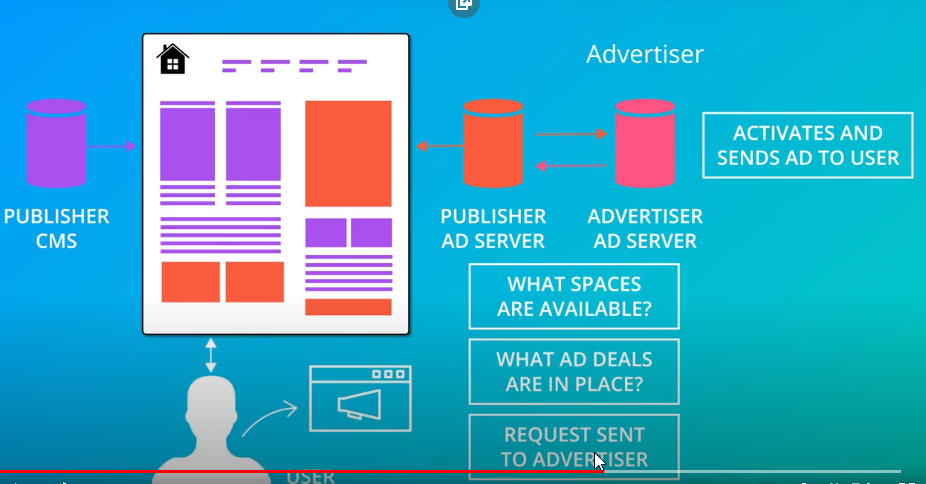 Advertiser
ACTIVATES AND
SENDS AD TO USER
PUBLISHER
CMS
PUBLISHER
AD SERVER
ADVERTISER
AD SERVER
WHAT SPACES
ARE AVAILABLE?
WHAT AD DEALS
ARE IN PLACE?
REQUEST SENT
TO ADVERTISER
USER